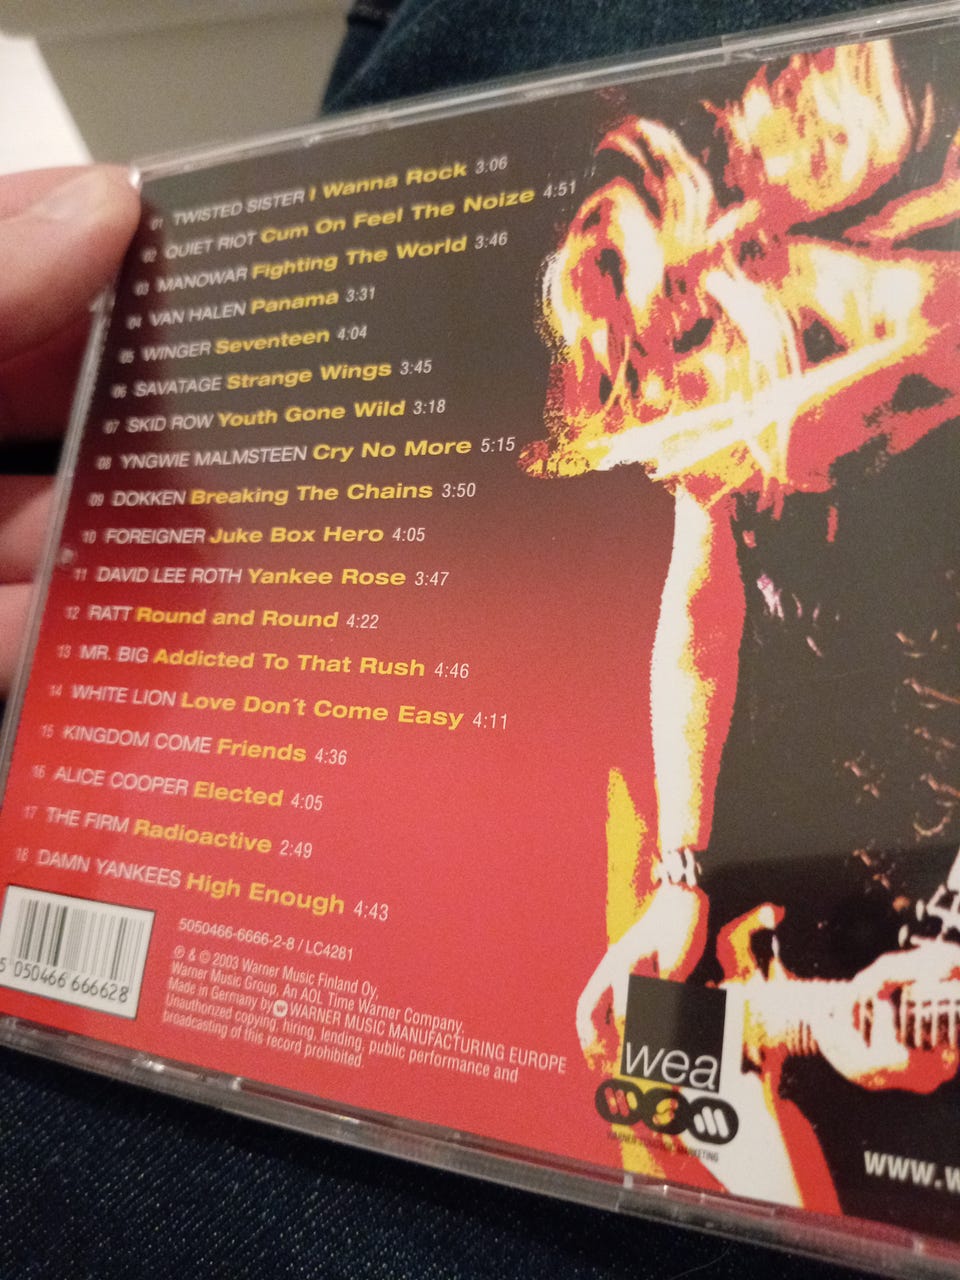 01 TWISTED SISTER I Wanna Rock 3:06
02 QUIET RIOT Cum On Feel The Noize 4:51
03 MANOWAR Fighting The World 3:46
04 VAN HALEN Panama 3:31
05 WINGER Seventeen 4:04
06 SAVATAGE Strange Wings 3:45
07 SKID ROW Youth Gone Wild 3:18
08 YNGWIE MALMSTEEN Cry No More 5:15
09 DOKKEN Breaking The Chains 3:50
10 FOREIGNER Juke Box Hero 4:05
11 DAVID LEE ROTH Yankee Rose 3:47
12 RATT Round and Round 4:22
13 MR. BIG Addicted To That Rush 4:46
14 WHITE LION Love Don´t Come Easy 4:11
15 KINGDOM COME Friends 4:36
16 ALICE COOPER Elected 4:05
17 THE FIRM Radioactive 2:49
18 DAMN YANKEES High Enough 4:43
5 050466 666628
5050466-6666-2-8 / LC4281
℗ & © 2003 Warner Music Finland Oy,
Warner Music Group, An AOL Time Warner Company.
Made in Germany by WARNER MUSIC MANUFACTURING EUROPE
Unauthorized copying, hiring, lending, public performance and
broadcasting of this record prohibited.
wea
WARNER MARKETING
www.w